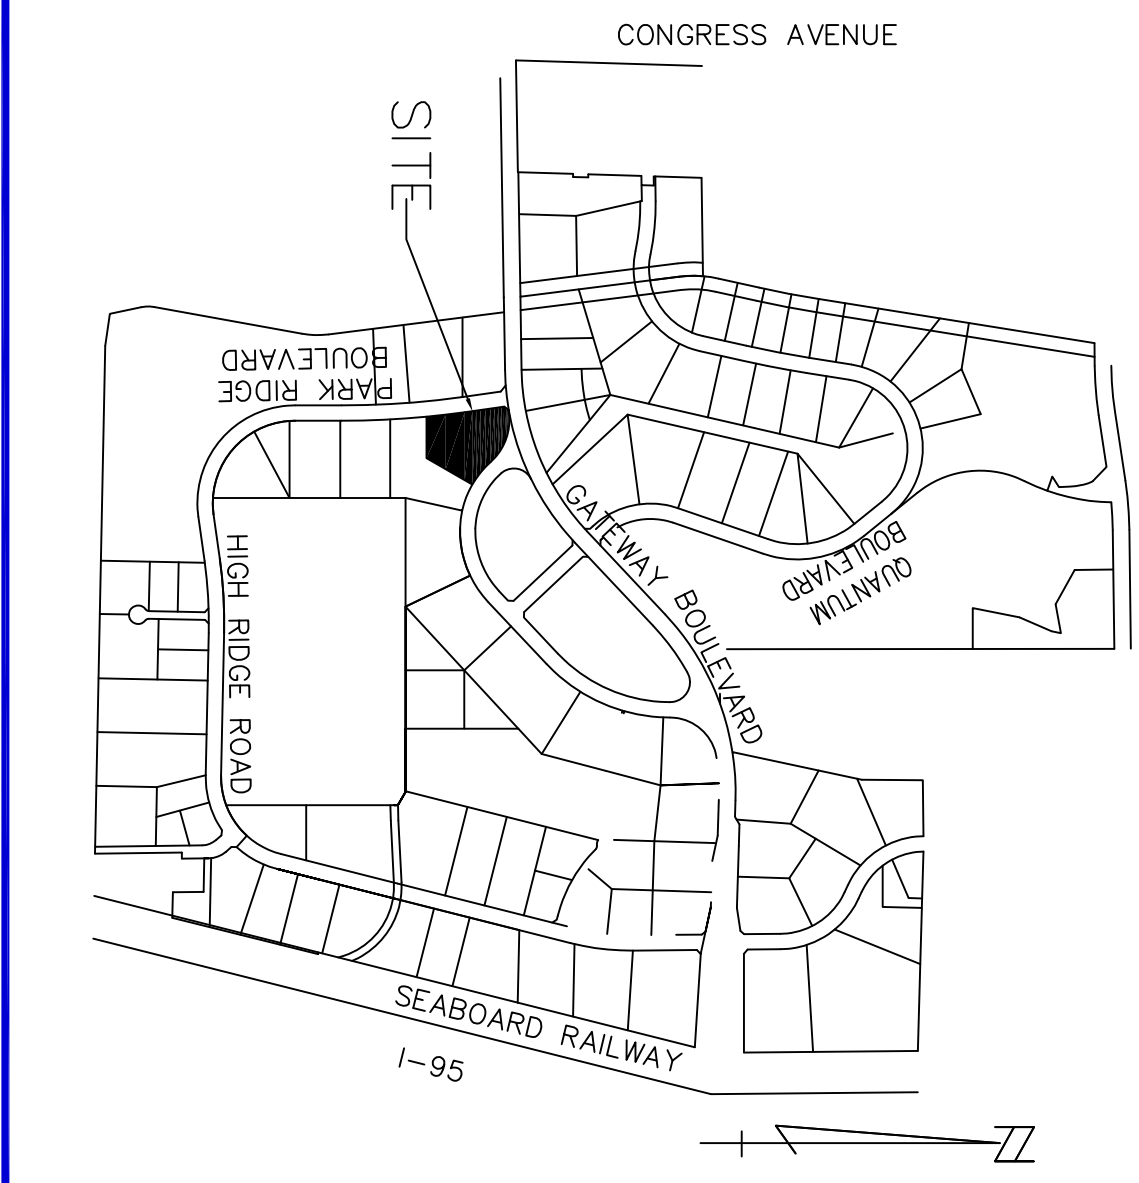 CONGRESS AVENUE
SITE
PARK RIDGE
BOULEVARD
GATEWAY BOULEVARD
QUANTUM
BOULEVARD
HIGH RIDGE ROAD
SEABOARD RAILWAY
I-95
N